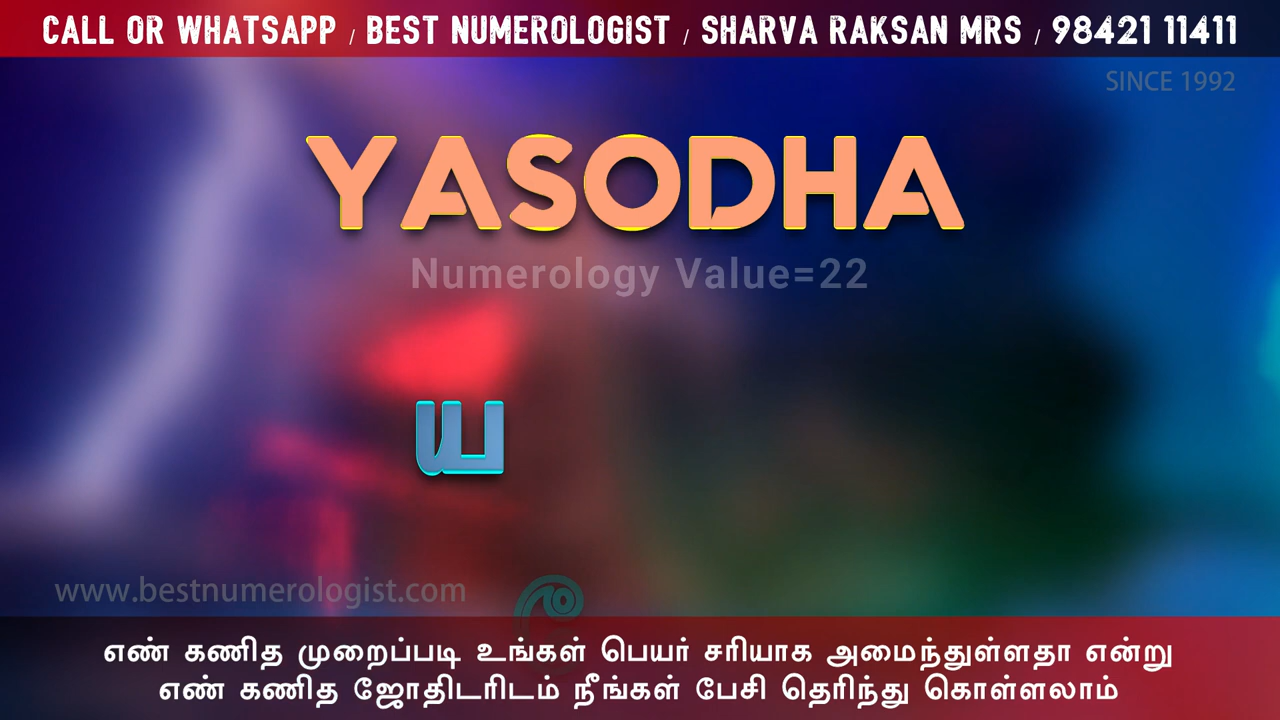 CALL OR WHATSAPP / BEST NUMEROLOGIST / SHARVA RAKSAN MRS / 98421 11411
SINCE 1992
YASODHA
Numerology Value=22
ய
www.bestnumerologist.com
எண் கணித முறைப்படி உங்கள் பெயர் சரியாக அமைந்துள்ளதா என்று
எண் கணித ஜோதிடரிடம் நீங்கள் பேசி தெரிந்து கொள்ளலாம்